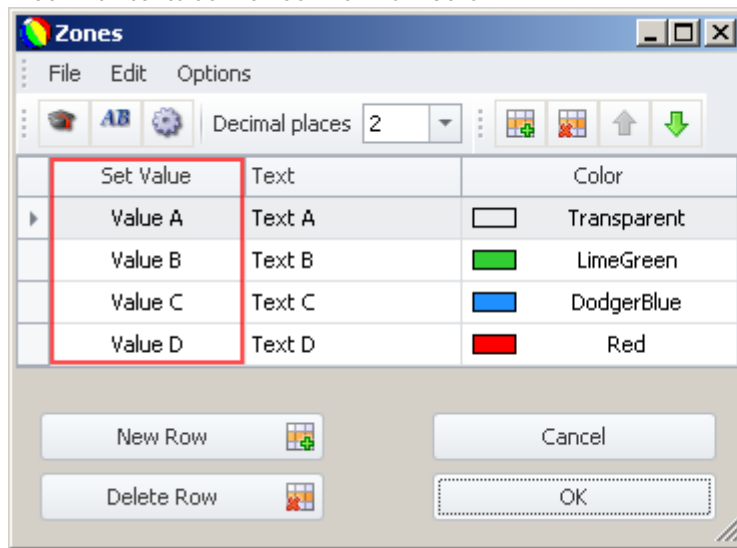 Zones
File Edit Options
AB Decimal places 2
Set Value Text Color
Value A Text A Transparent
Value B Text B LimeGreen
Value C Text C DodgerBlue
Value D Text D Red
New Row Cancel
Delete Row OK